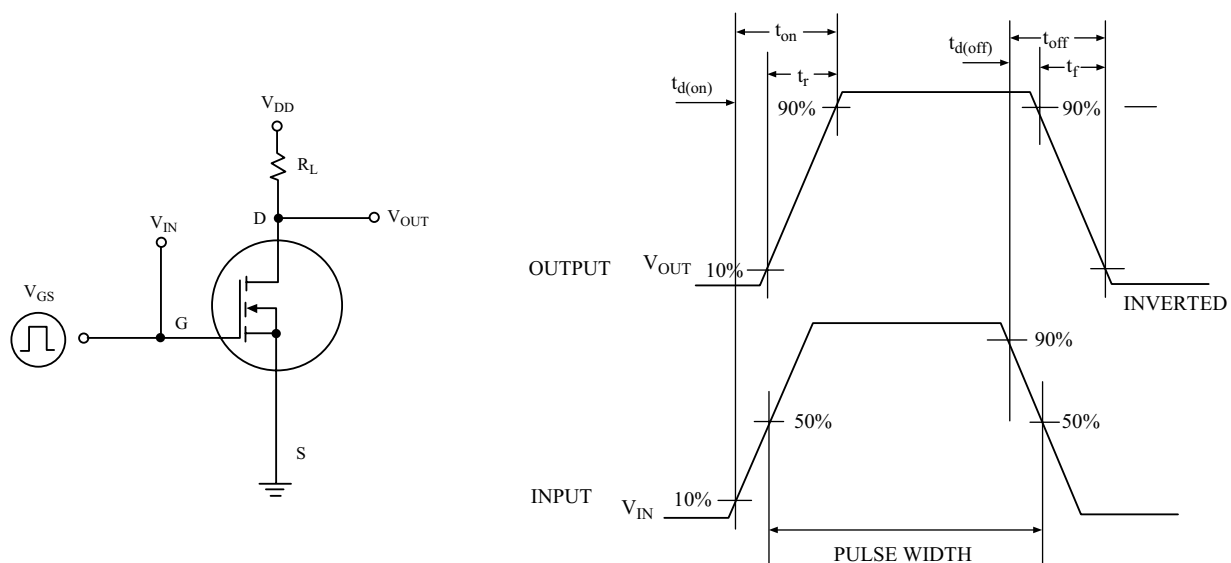 V_DD
R_L
D
V_OUT
V_IN
V_GS
G
S
t_on
t_r
t_d(on)
t_d(off)
t_off
t_f
90%
90%
OUTPUT
V_OUT
10%
INVERTED
90%
50%
50%
INPUT
V_IN
10%
PULSE WIDTH